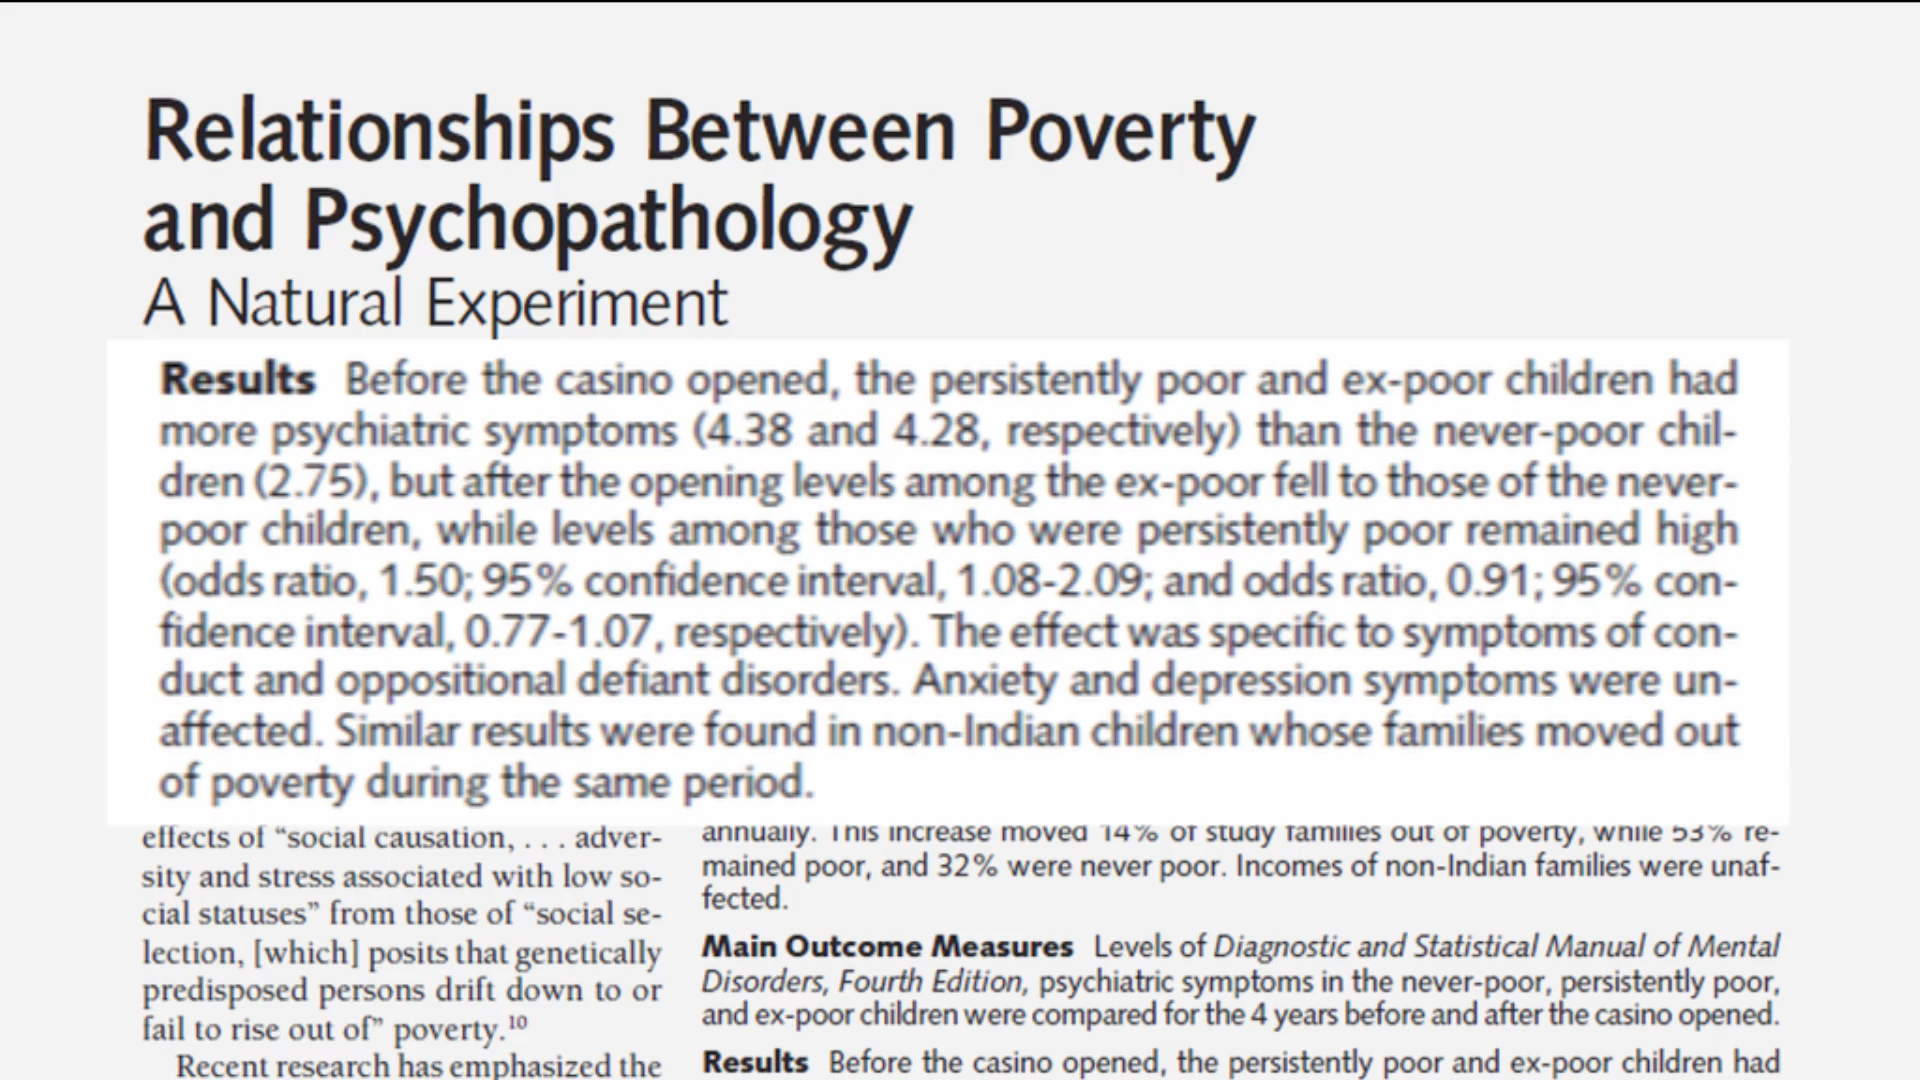 Relationships Between Poverty
and Psychopathology
A Natural Experiment
Results Before the casino opened, the persistently poor and ex-poor children had
more psychiatric symptoms (4.38 and 4.28, respectively) than the never-poor chil-
dren (2.75), but after the opening levels among the ex-poor fell to those of the never-
poor children, while levels among those who were persistently poor remained high
(odds ratio, 1.50; 95% confidence interval, 1.08-2.09; and odds ratio, 0.91; 95% con-
fidence interval, 0.77-1.07, respectively). The effect was specific to symptoms of con-
duct and oppositional defiant disorders. Anxiety and depression symptoms were un-
affected. Similar results were found in non-Indian children whose families moved out
of poverty during the same period.
effects of “social causation, . . . adver-
sity and stress associated with low so-
cial statuses” from those of “social se-
lection, [which] posits that genetically
predisposed persons drift down to or
fail to rise out of” poverty.10
Recent research has emphasized the
annually. This increase moved 14% of study families out of poverty, while 53% re-
mained poor, and 32% were never poor. Incomes of non-Indian families were unaf-
fected.
Main Outcome Measures Levels of Diagnostic and Statistical Manual of Mental
Disorders, Fourth Edition, psychiatric symptoms in the never-poor, persistently poor,
and ex-poor children were compared for the 4 years before and after the casino opened.
Results Before the casino opened, the persistently poor and ex-poor children had